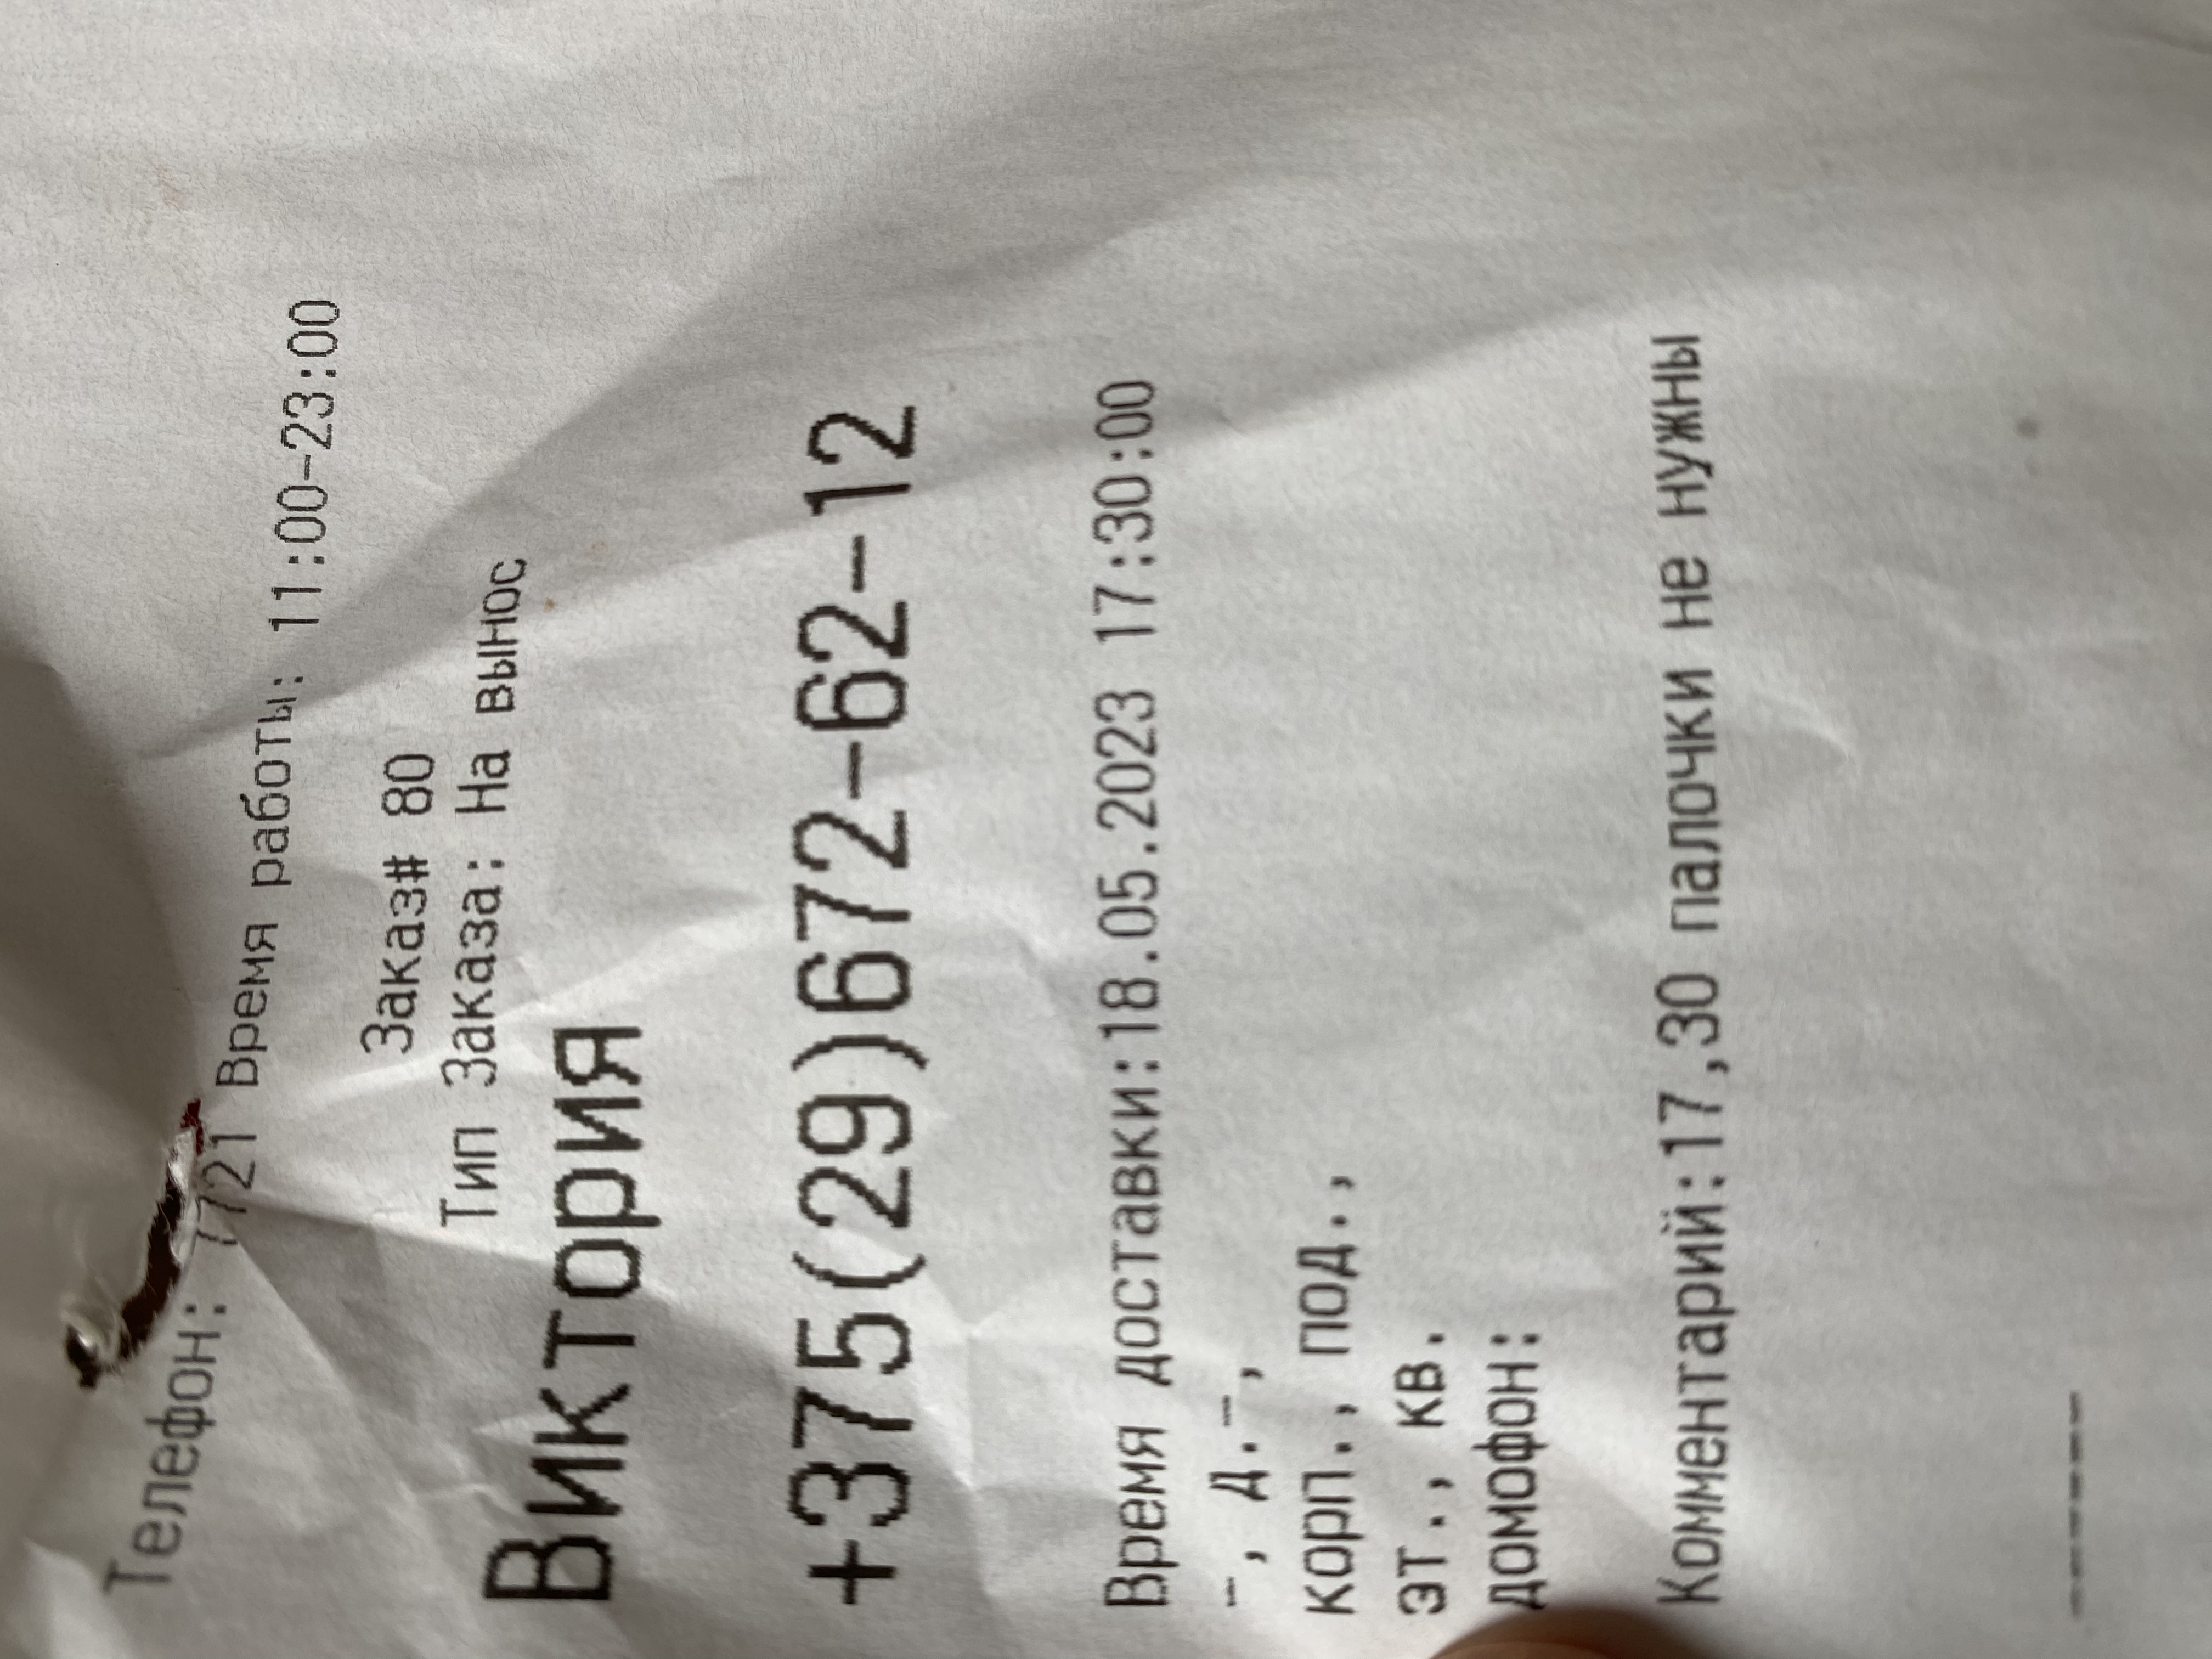 Телефон: 7721 Время работы: 11:00-23:00
Заказ# 80
Тип Заказа: На вынос
Виктория
+375(29)672-62-12
Время доставки:18.05.2023 17:30:00
-, д.-,
корп., под.,
эт., кв.
домофон:
Комментарий:17,30 палочки не нужны